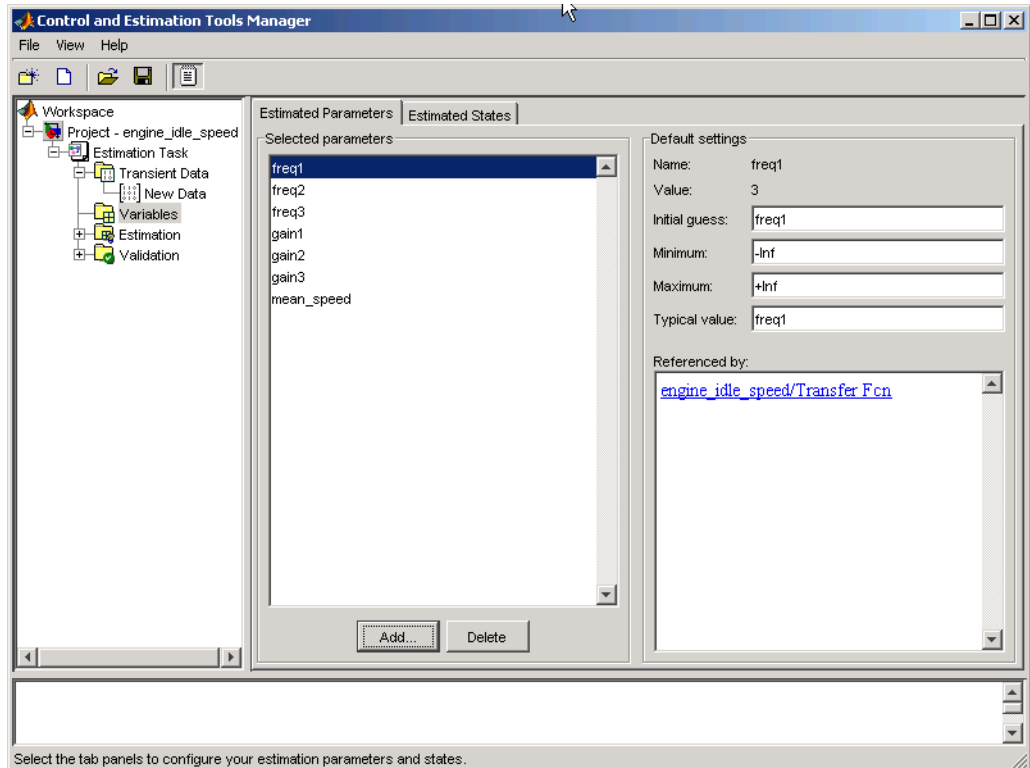 Control and Estimation Tools Manager
File View Help
Workspace
Project - engine_idle_speed
Estimation Task
Transient Data
New Data
Variables
Estimation
Validation
Estimated Parameters
Estimated States
Selected parameters
freq1
freq2
freq3
gain1
gain2
gain3
mean_speed
Add...
Delete
Default settings
Name: freq1
Value: 3
Initial guess: freq1
Minimum: -Inf
Maximum: +Inf
Typical value: freq1
Referenced by:
engine_idle_speed/Transfer Fcn
Select the tab panels to configure your estimation parameters and states.